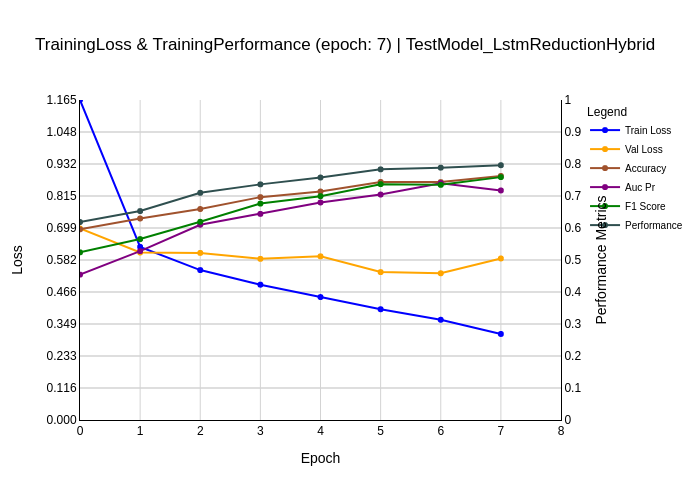 TrainingLoss & TrainingPerformance (epoch: 7) | TestModel_LstmReductionHybrid
1.165
1.048
0.932
0.815
0.699
0.582
0.466
0.349
0.233
0.116
0.000
Loss
0 1 2 3 4 5 6 7 8
Epoch
1
0.9
0.8
0.7
0.6
0.5
0.4
0.3
0.2
0.1
0
Performance Metrics
Legend
Train Loss
Val Loss
Accuracy
Auc Pr
F1 Score
Performance